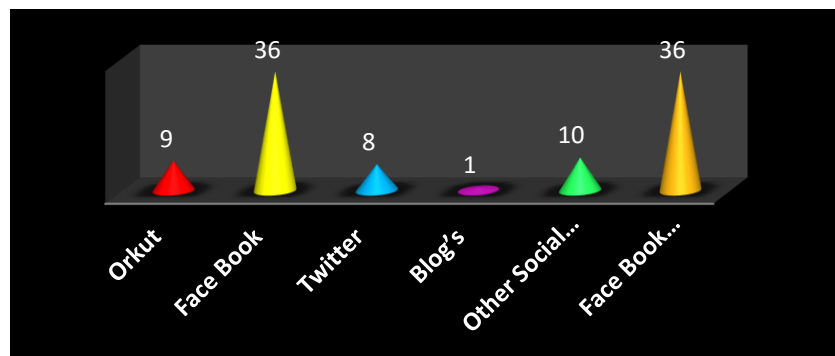 9
36
8
1
10
36
Orkut
Face Book
Twitter
Blog's
Other Social...
Face Book...